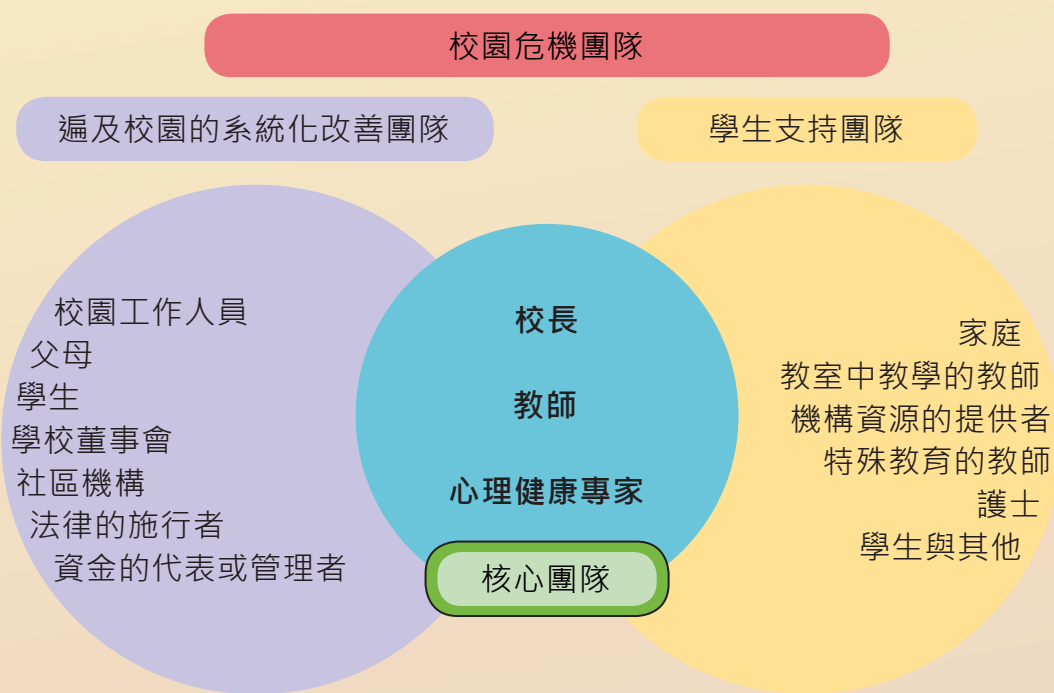 校園危機團隊
遍及校園的系統化改善團隊
學生支持團隊
校園工作人員
父母
學生
學校董事會
社區機構
法律的施行者
資金的代表或管理者
校長
教師
心理健康專家
核心團隊
家庭
教室中教學的教師
機構資源的提供者
特殊教育的教師
護士
學生與其他